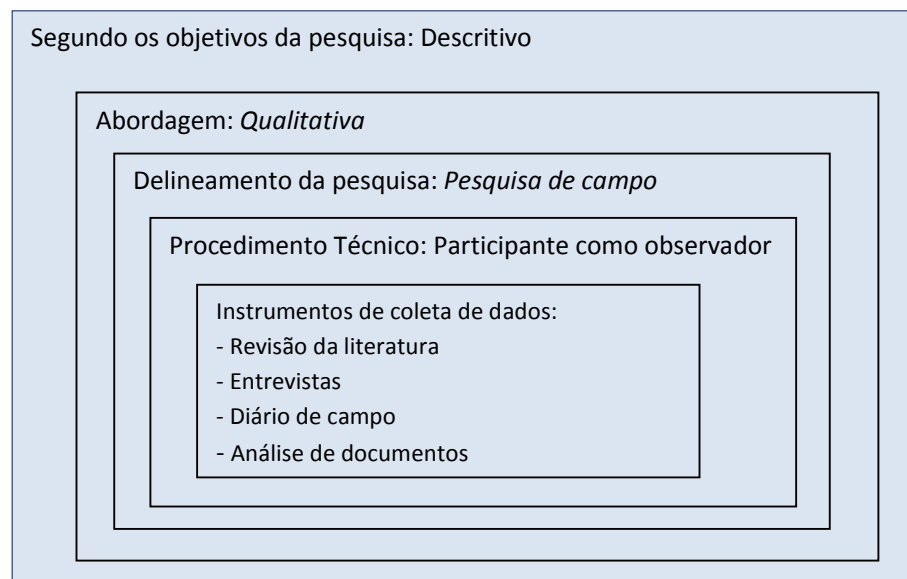 Segundo os objetivos da pesquisa: Descritivo
Abordagem: Qualitativa
Delineamento da pesquisa: Pesquisa de campo
Procedimento Técnico: Participante como observador
Instrumentos de coleta de dados:
- Revisão da literatura
- Entrevistas
- Diário de campo
- Análise de documentos